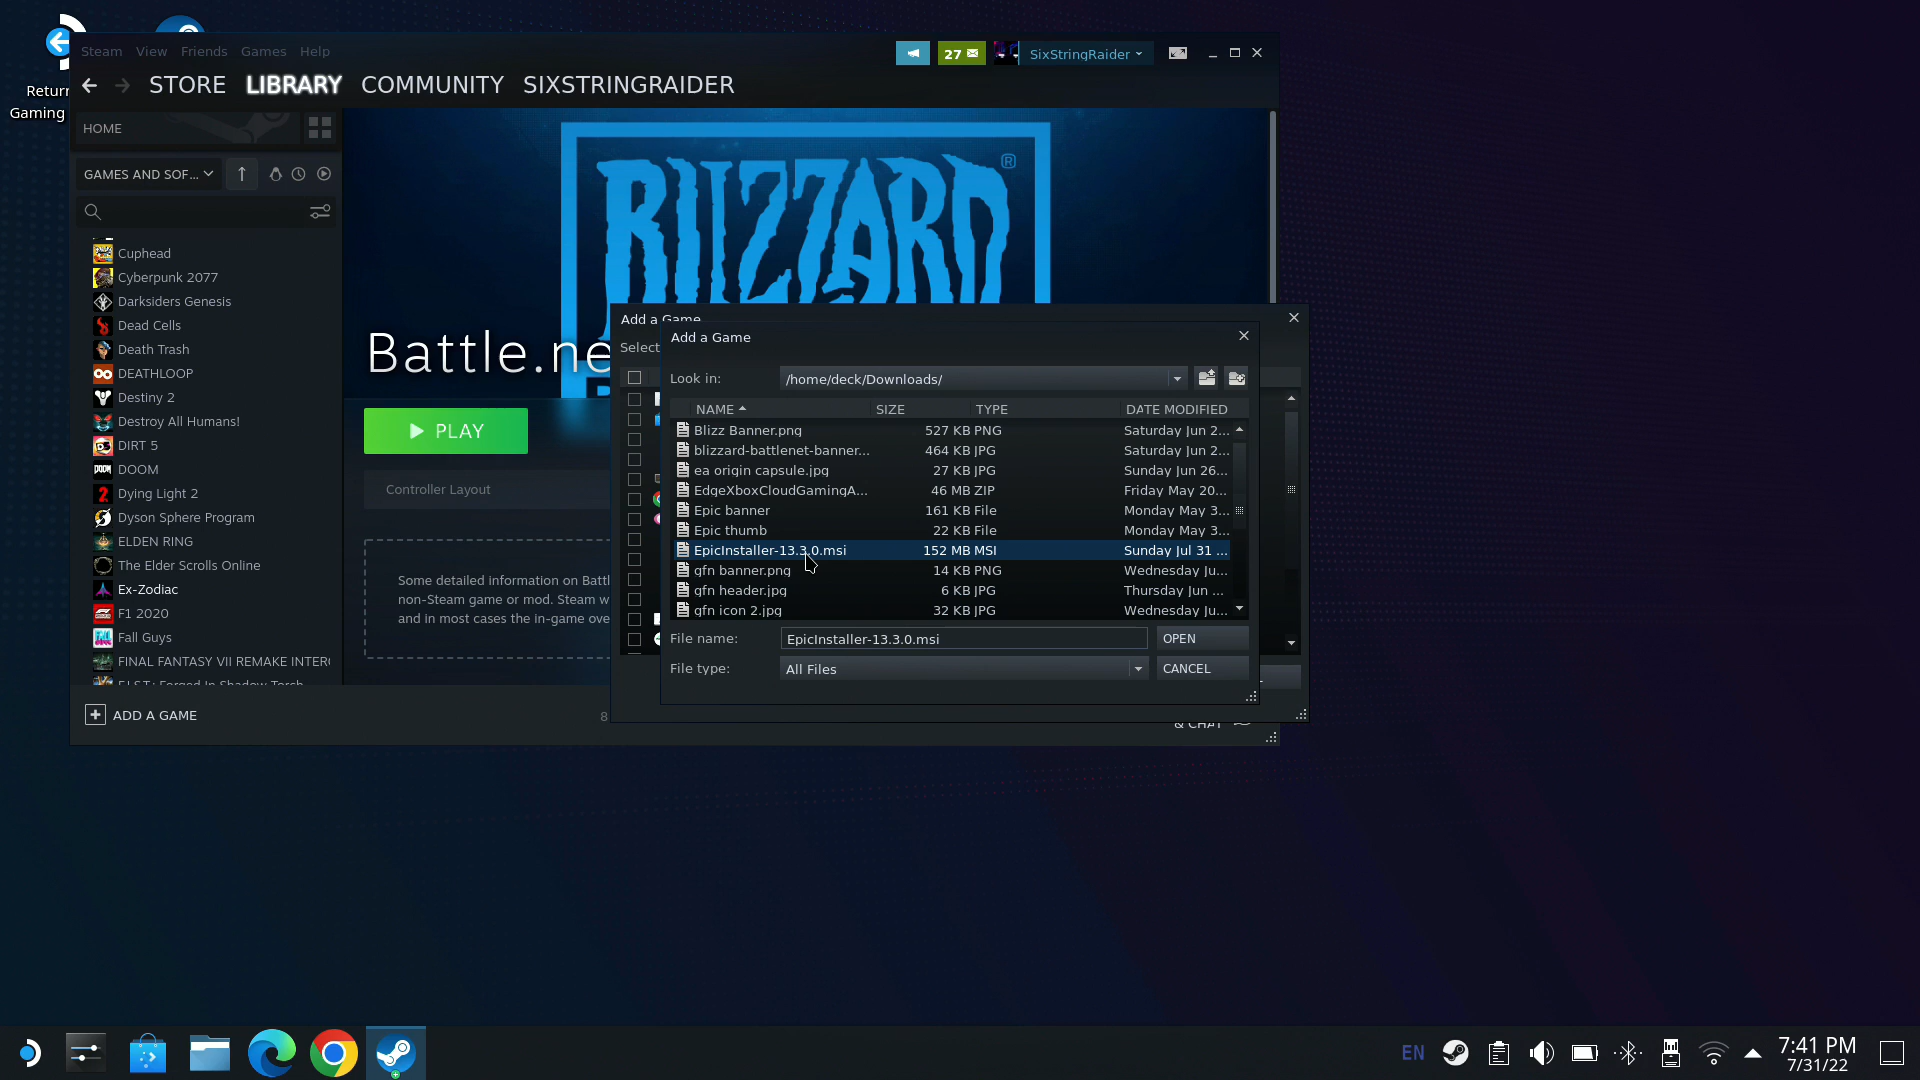 Return
Gaming
Steam View Friends Games Help
27
SixStringRaider
STORE LIBRARY COMMUNITY SIXSTRINGRAIDER
HOME
GAMES AND SOF...
Cuphead
Cyberpunk 2077
Darksiders Genesis
Dead Cells
Death Trash
DEATHLOOP
Destiny 2
Destroy All Humans!
DIRT 5
DOOM
Dying Light 2
Dyson Sphere Program
ELDEN RING
The Elder Scrolls Online
Ex-Zodiac
F1 2020
Fall Guys
FINAL FANTASY VII REMAKE INTER
F.I.S.T.: Forged In Shadow Torch
ADD A GAME
BLIZZARD
®
Battle.ne
PLAY
Controller Layout
Some detailed information on Battl
non-Steam game or mod. Steam w
and in most cases the in-game ove
8
Add a Game
Select
Add a Game
Look in: /home/deck/Downloads/
NAME SIZE TYPE DATE MODIFIED
Blizz Banner.png 527 KB PNG Saturday Jun 2...
blizzard-battlenet-banner... 464 KB JPG Saturday Jun 2...
ea origin capsule.jpg 27 KB JPG Sunday Jun 26...
EdgeXboxCloudGamingA... 46 MB ZIP Friday May 20...
Epic banner 161 KB File Monday May 3...
Epic thumb 22 KB File Monday May 3...
EpicInstaller-13.3.0.msi 152 MB MSI Sunday Jul 31 ...
gfn banner.png 14 KB PNG Wednesday Ju...
gfn header.jpg 6 KB JPG Thursday Jun ...
gfn icon 2.jpg 32 KB JPG Wednesday Ju...
File name: EpicInstaller-13.3.0.msi OPEN
File type: All Files CANCEL
& CHAT
EN
7:41 PM
7/31/22